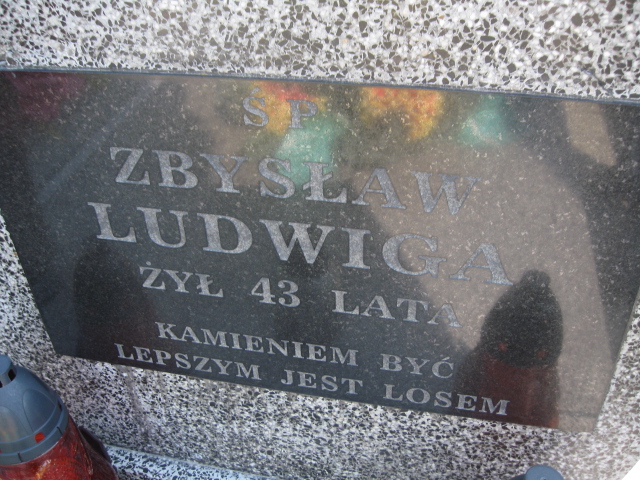 ŚP
ZBYSŁAW
LUDWIGA
ŻYŁ 43 LATA
KAMIENIEM BYĆ
LEPSZYM JEST LOSEM